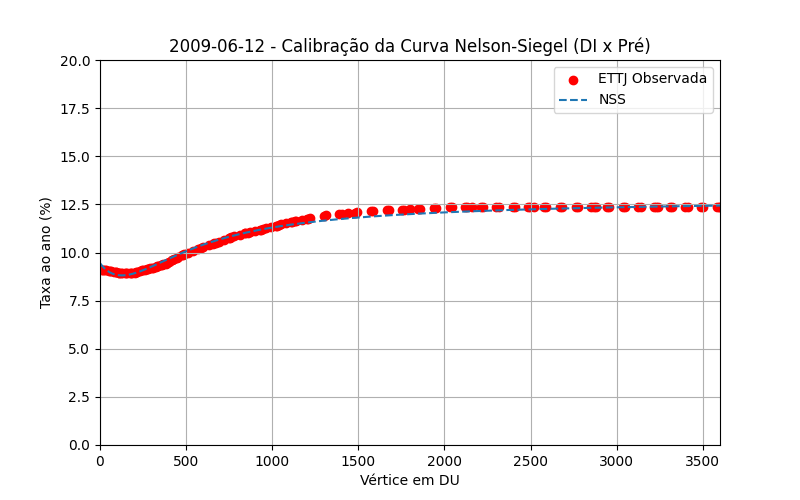 2009-06-12 - Calibração da Curva Nelson-Siegel (DI x Pré)
20.0
17.5
15.0
12.5
10.0
7.5
5.0
2.5
0.0
Taxa ao ano (%)
ETTJ Observada
NSS
0 500 1000 1500 2000 2500 3000 3500
Vértice em DU